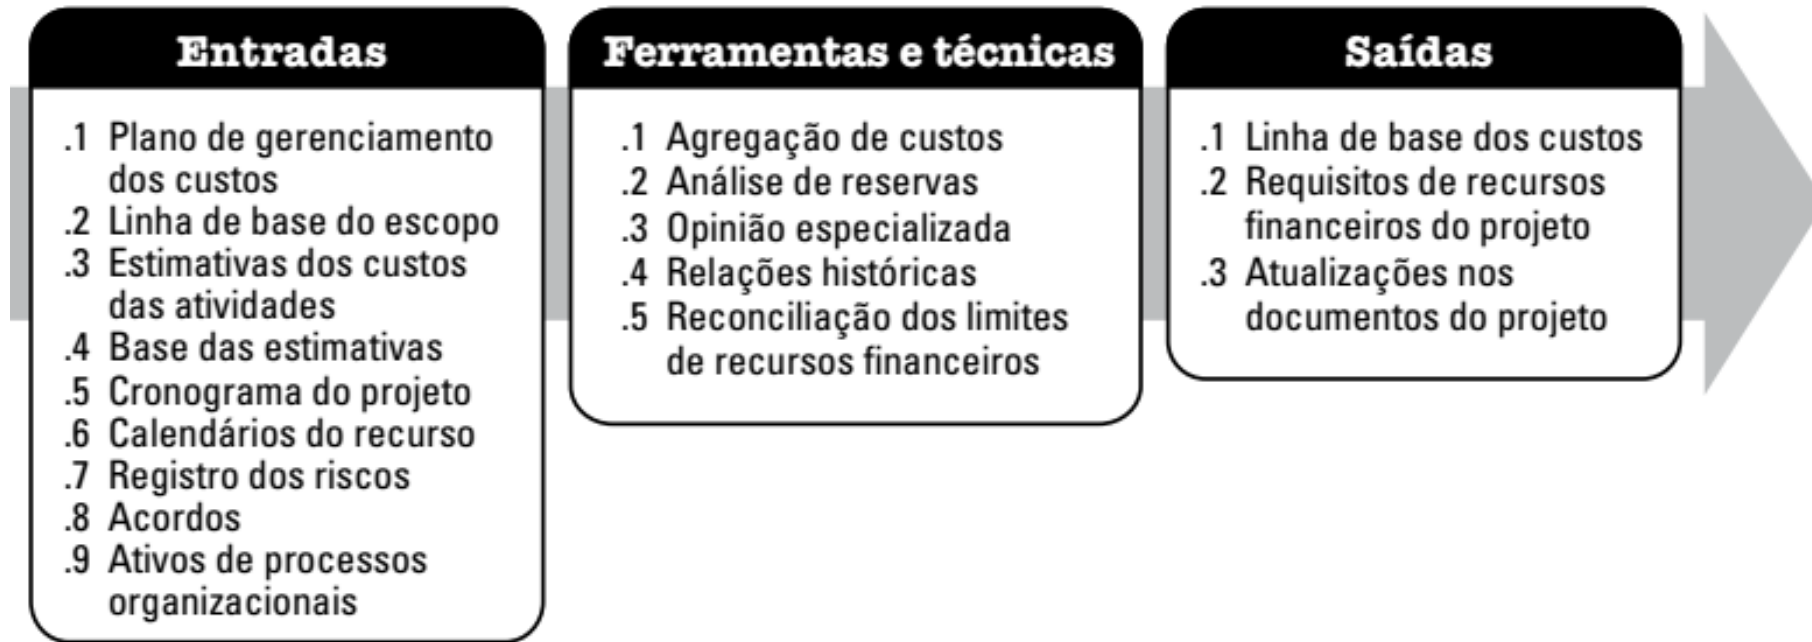 Entradas
.1 Plano de gerenciamento
dos custos
.2 Linha de base do escopo
.3 Estimativas dos custos
das atividades
.4 Base das estimativas
.5 Cronograma do projeto
.6 Calendários do recurso
.7 Registro dos riscos
.8 Acordos
.9 Ativos de processos
organizacionais
Ferramentas e técnicas
.1 Agregação de custos
.2 Análise de reservas
.3 Opinião especializada
.4 Relações históricas
.5 Reconciliação dos limites
de recursos financeiros
Saídas
.1 Linha de base dos custos
.2 Requisitos de recursos
financeiros do projeto
.3 Atualizações nos
documentos do projeto